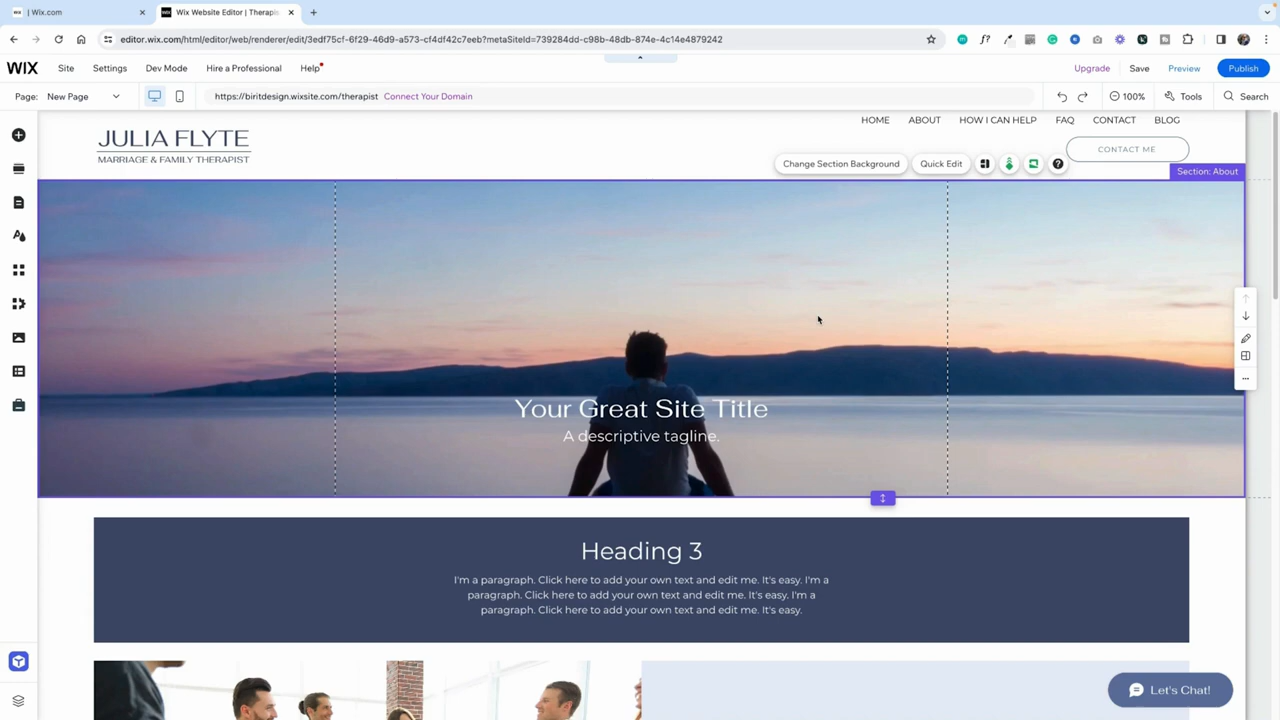 | Wix.com
Wix Website Editor | Therapis
editor.wix.com/html/editor/web/renderer/edit/3edf75cf-6f29-46d9-a573-cf4df42c7eeb?metaSiteId=739284dd-c98b-48db-874e-4c14e4879242
WIX Site Settings Dev Mode Hire a Professional Help Upgrade Save Preview Publish
Page: New Page https://biritdesign.wixsite.com/therapist Connect Your Domain 100% Tools Search
JULIA FLYTE
MARRIAGE & FAMILY THERAPIST
HOME ABOUT HOW I CAN HELP FAQ CONTACT BLOG
CONTACT ME
Change Section Background Quick Edit
Section: About
Your Great Site Title
A descriptive tagline.
Heading 3
I'm a paragraph. Click here to add your own text and edit me. It's easy. I'm a
paragraph. Click here to add your own text and edit me. It's easy. I'm a
paragraph. Click here to add your own text and edit me. It's easy.
Let's Chat!